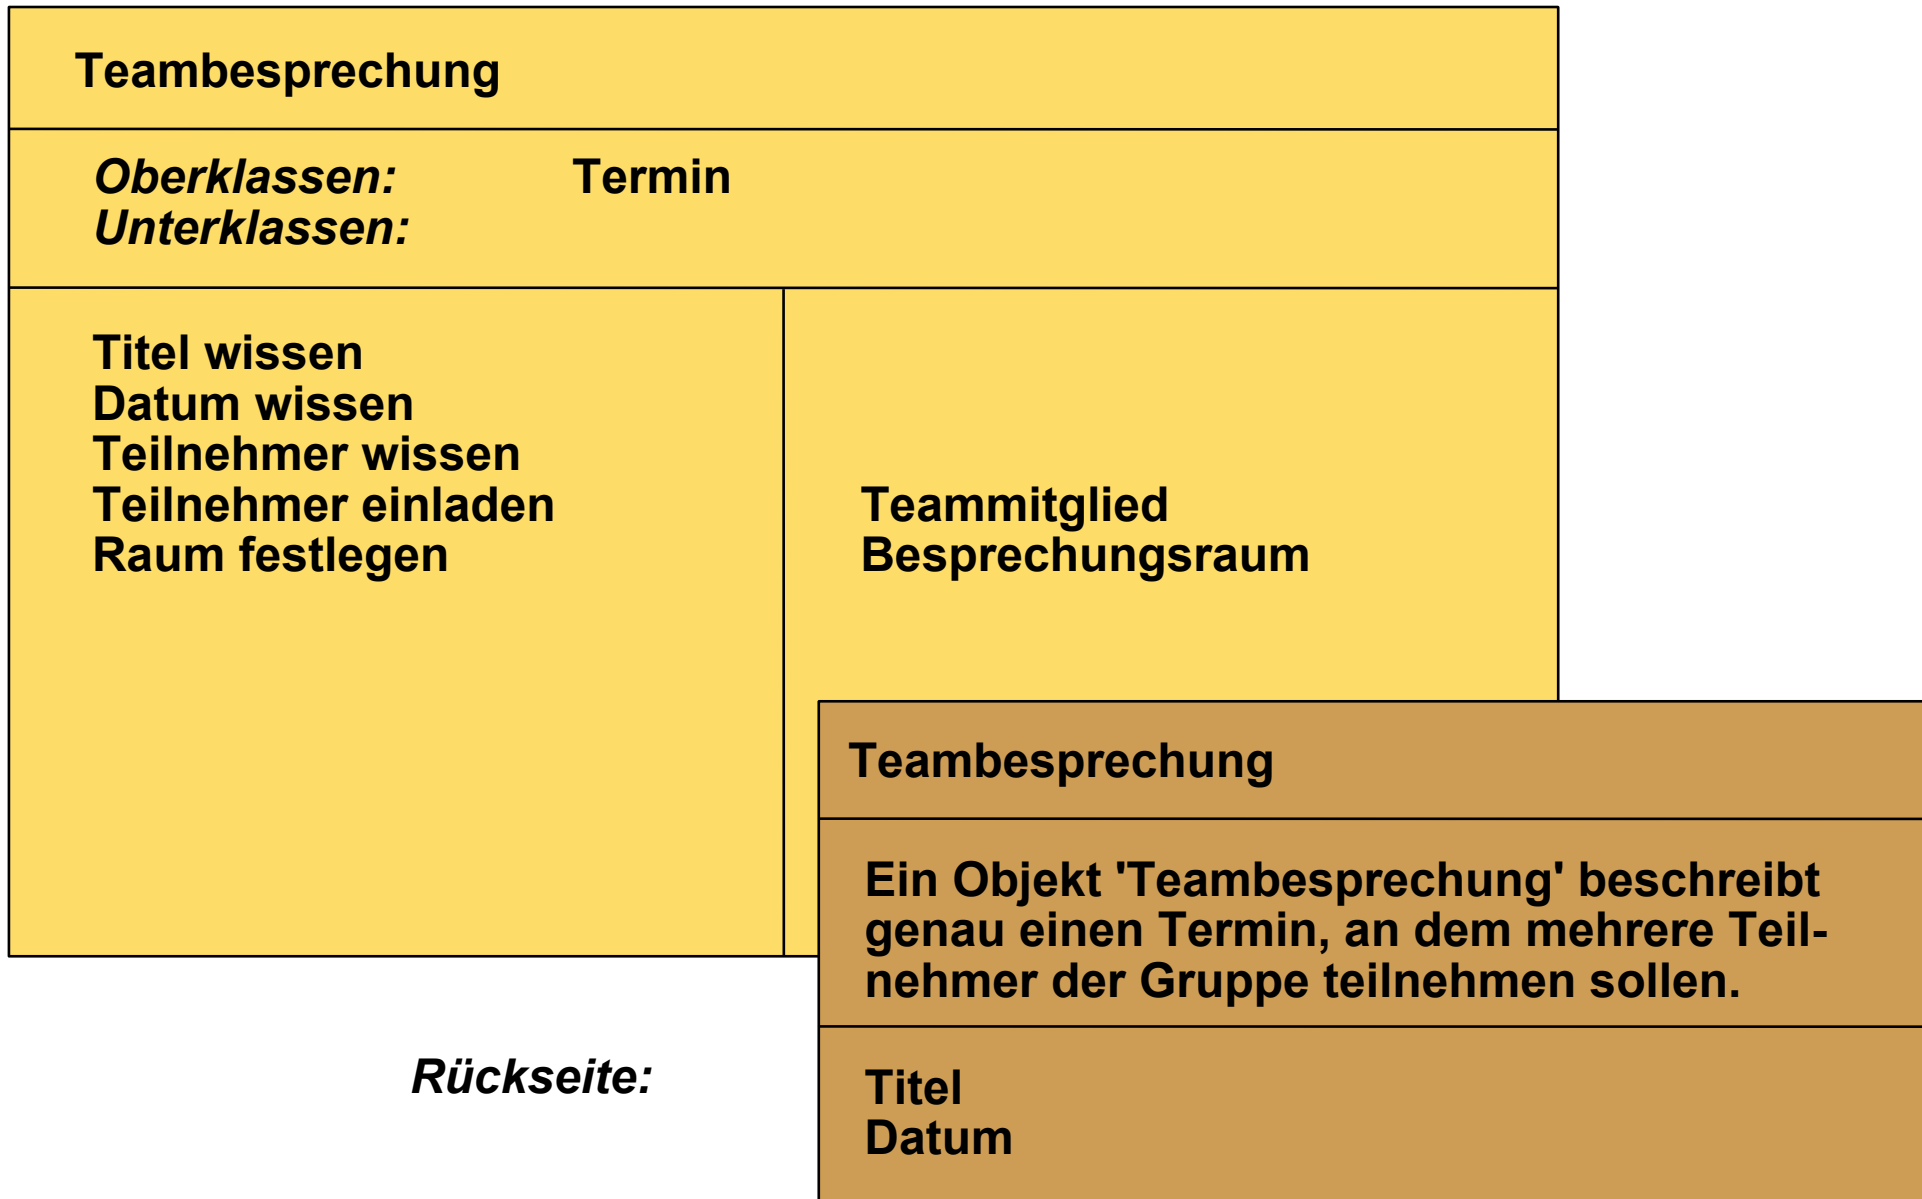 Teambesprechung
Oberklassen: Termin
Unterklassen:
Titel wissen
Datum wissen
Teilnehmer wissen
Teilnehmer einladen
Raum festlegen
Teammitglied
Besprechungsraum
Rückseite:
Teambesprechung
Ein Objekt 'Teambesprechung' beschreibt
genau einen Termin, an dem mehrere Teil-
nehmer der Gruppe teilnehmen sollen.
Titel
Datum